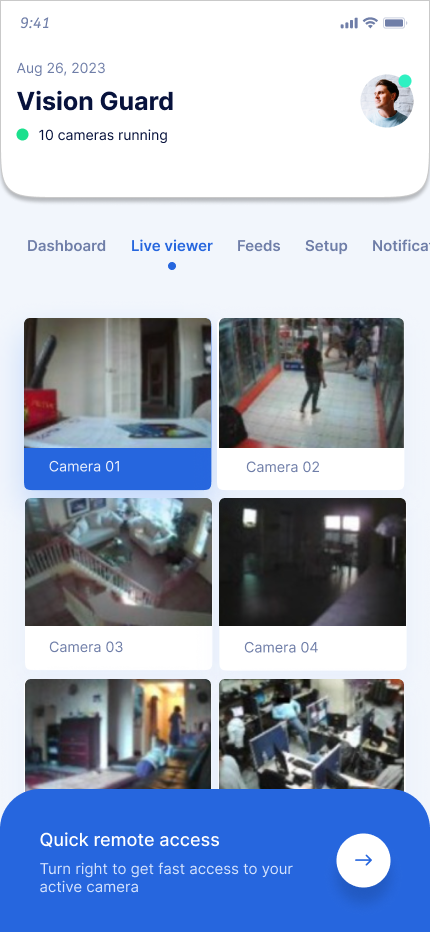 9:41
Aug 26, 2023
Vision Guard
10 cameras running
Dashboard Live viewer Feeds Setup Notificat
Camera 01 Camera 02
Camera 03 Camera 04
Quick remote access
Turn right to get fast access to your
active camera